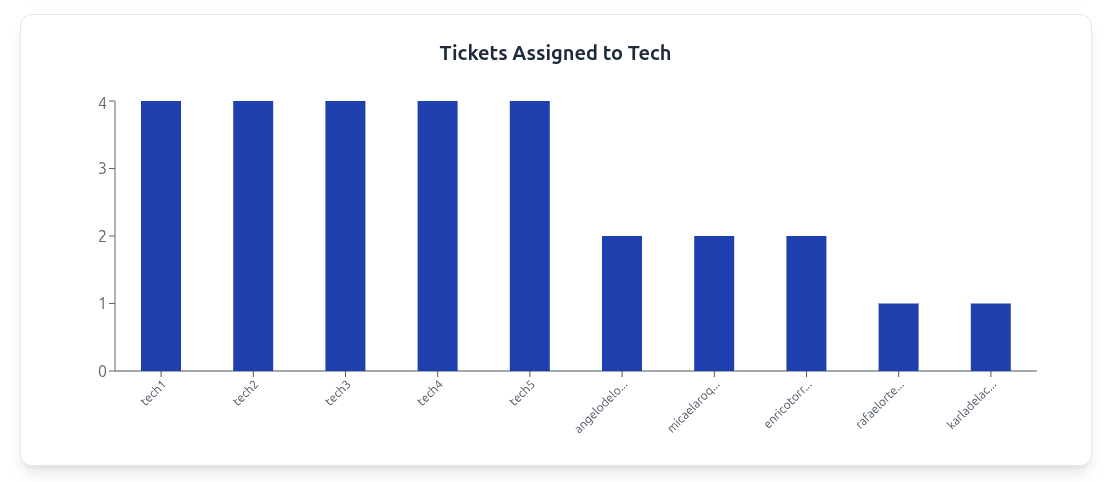 Tickets Assigned to Tech
4
3
2
1
0
tech1
tech2
tech3
tech4
tech5
angelodelo...
micaelaroq...
enricotorr...
rafaelorte...
karladelac...